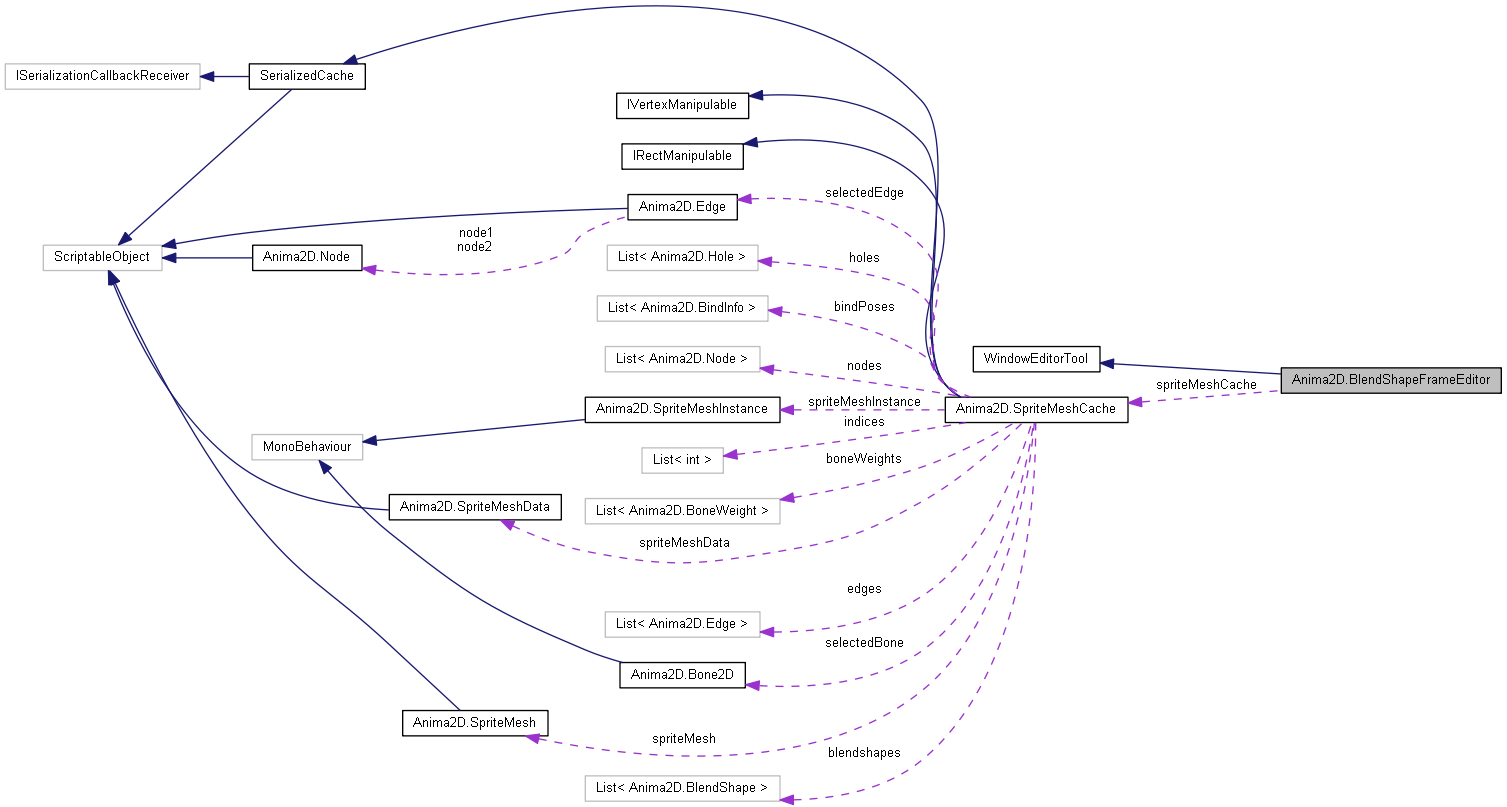 ISerializationCallbackReceiver
SerializedCache
IVertexManipulable
IRectManipulable
Anima2D.Edge
selectedEdge
node1
node2
ScriptableObject
Anima2D.Node
List< Anima2D.Hole >
holes
List< Anima2D.BindInfo >
bindPoses
List< Anima2D.Node >
nodes
WindowEditorTool
Anima2D.BlendShapeFrameEditor
spriteMeshCache
Anima2D.SpriteMeshInstance
spriteMeshInstance
Anima2D.SpriteMeshCache
indices
MonoBehaviour
List< int >
boneWeights
Anima2D.SpriteMeshData
List< Anima2D.BoneWeight >
spriteMeshData
edges
List< Anima2D.Edge >
selectedBone
Anima2D.Bone2D
Anima2D.SpriteMesh
spriteMesh
blendshapes
List< Anima2D.BlendShape >